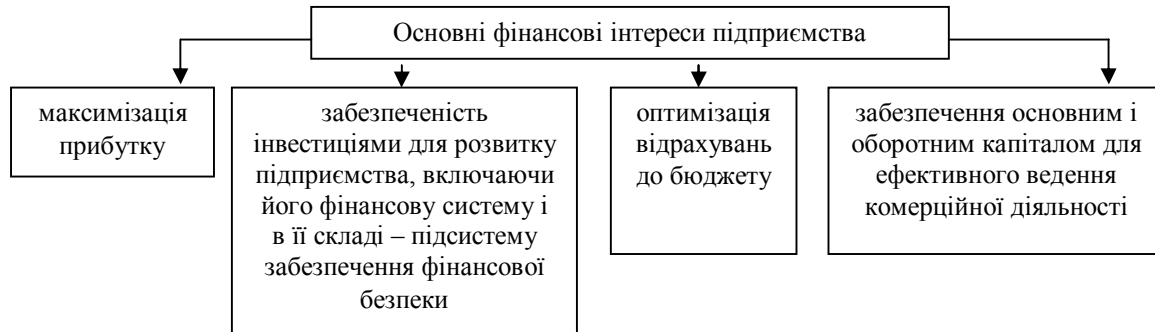 Основні фінансові інтереси підприємства
максимізація
прибутку
забезпеченість
інвестиціями для розвитку
підприємства, включаючи
його фінансову систему і
в її складі – підсистему
забезпечення фінансової
безпеки
оптимізація
відрахувань
до бюджету
забезпечення основним і
оборотним капіталом для
ефективного ведення
комерційної діяльності